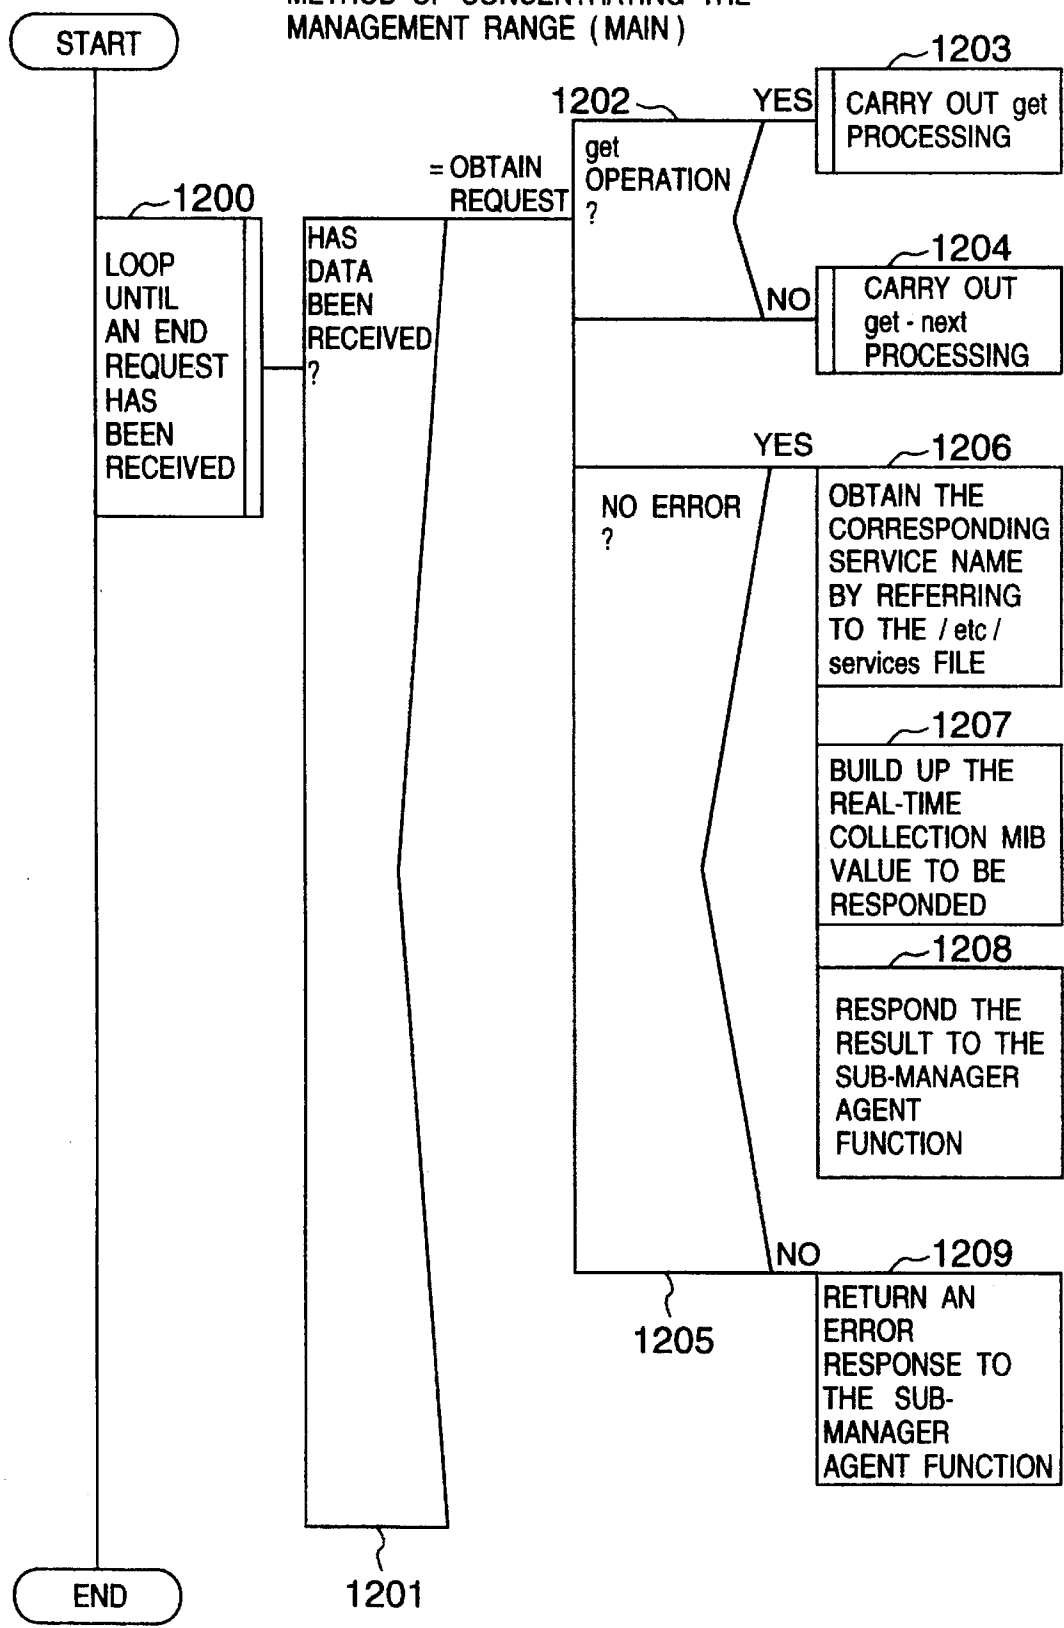 METHOD OF CONCENTRATING THE
MANAGEMENT RANGE (MAIN)
START
1200
LOOP
UNTIL
AN END
REQUEST
HAS
BEEN
RECEIVED
HAS
DATA
BEEN
RECEIVED
?
1201
= OBTAIN
REQUEST
1202
get
OPERATION
?
YES
1203
CARRY OUT get
PROCESSING
NO
1204
CARRY OUT
get - next
PROCESSING
NO ERROR
?
1205
YES
1206
OBTAIN THE
CORRESPONDING
SERVICE NAME
BY REFERRING
TO THE / etc /
services FILE
1207
BUILD UP THE
REAL-TIME
COLLECTION MIB
VALUE TO BE
RESPONDED
1208
RESPOND THE
RESULT TO THE
SUB-MANAGER
AGENT
FUNCTION
NO
1209
RETURN AN
ERROR
RESPONSE TO
THE SUB-
MANAGER
AGENT FUNCTION
END